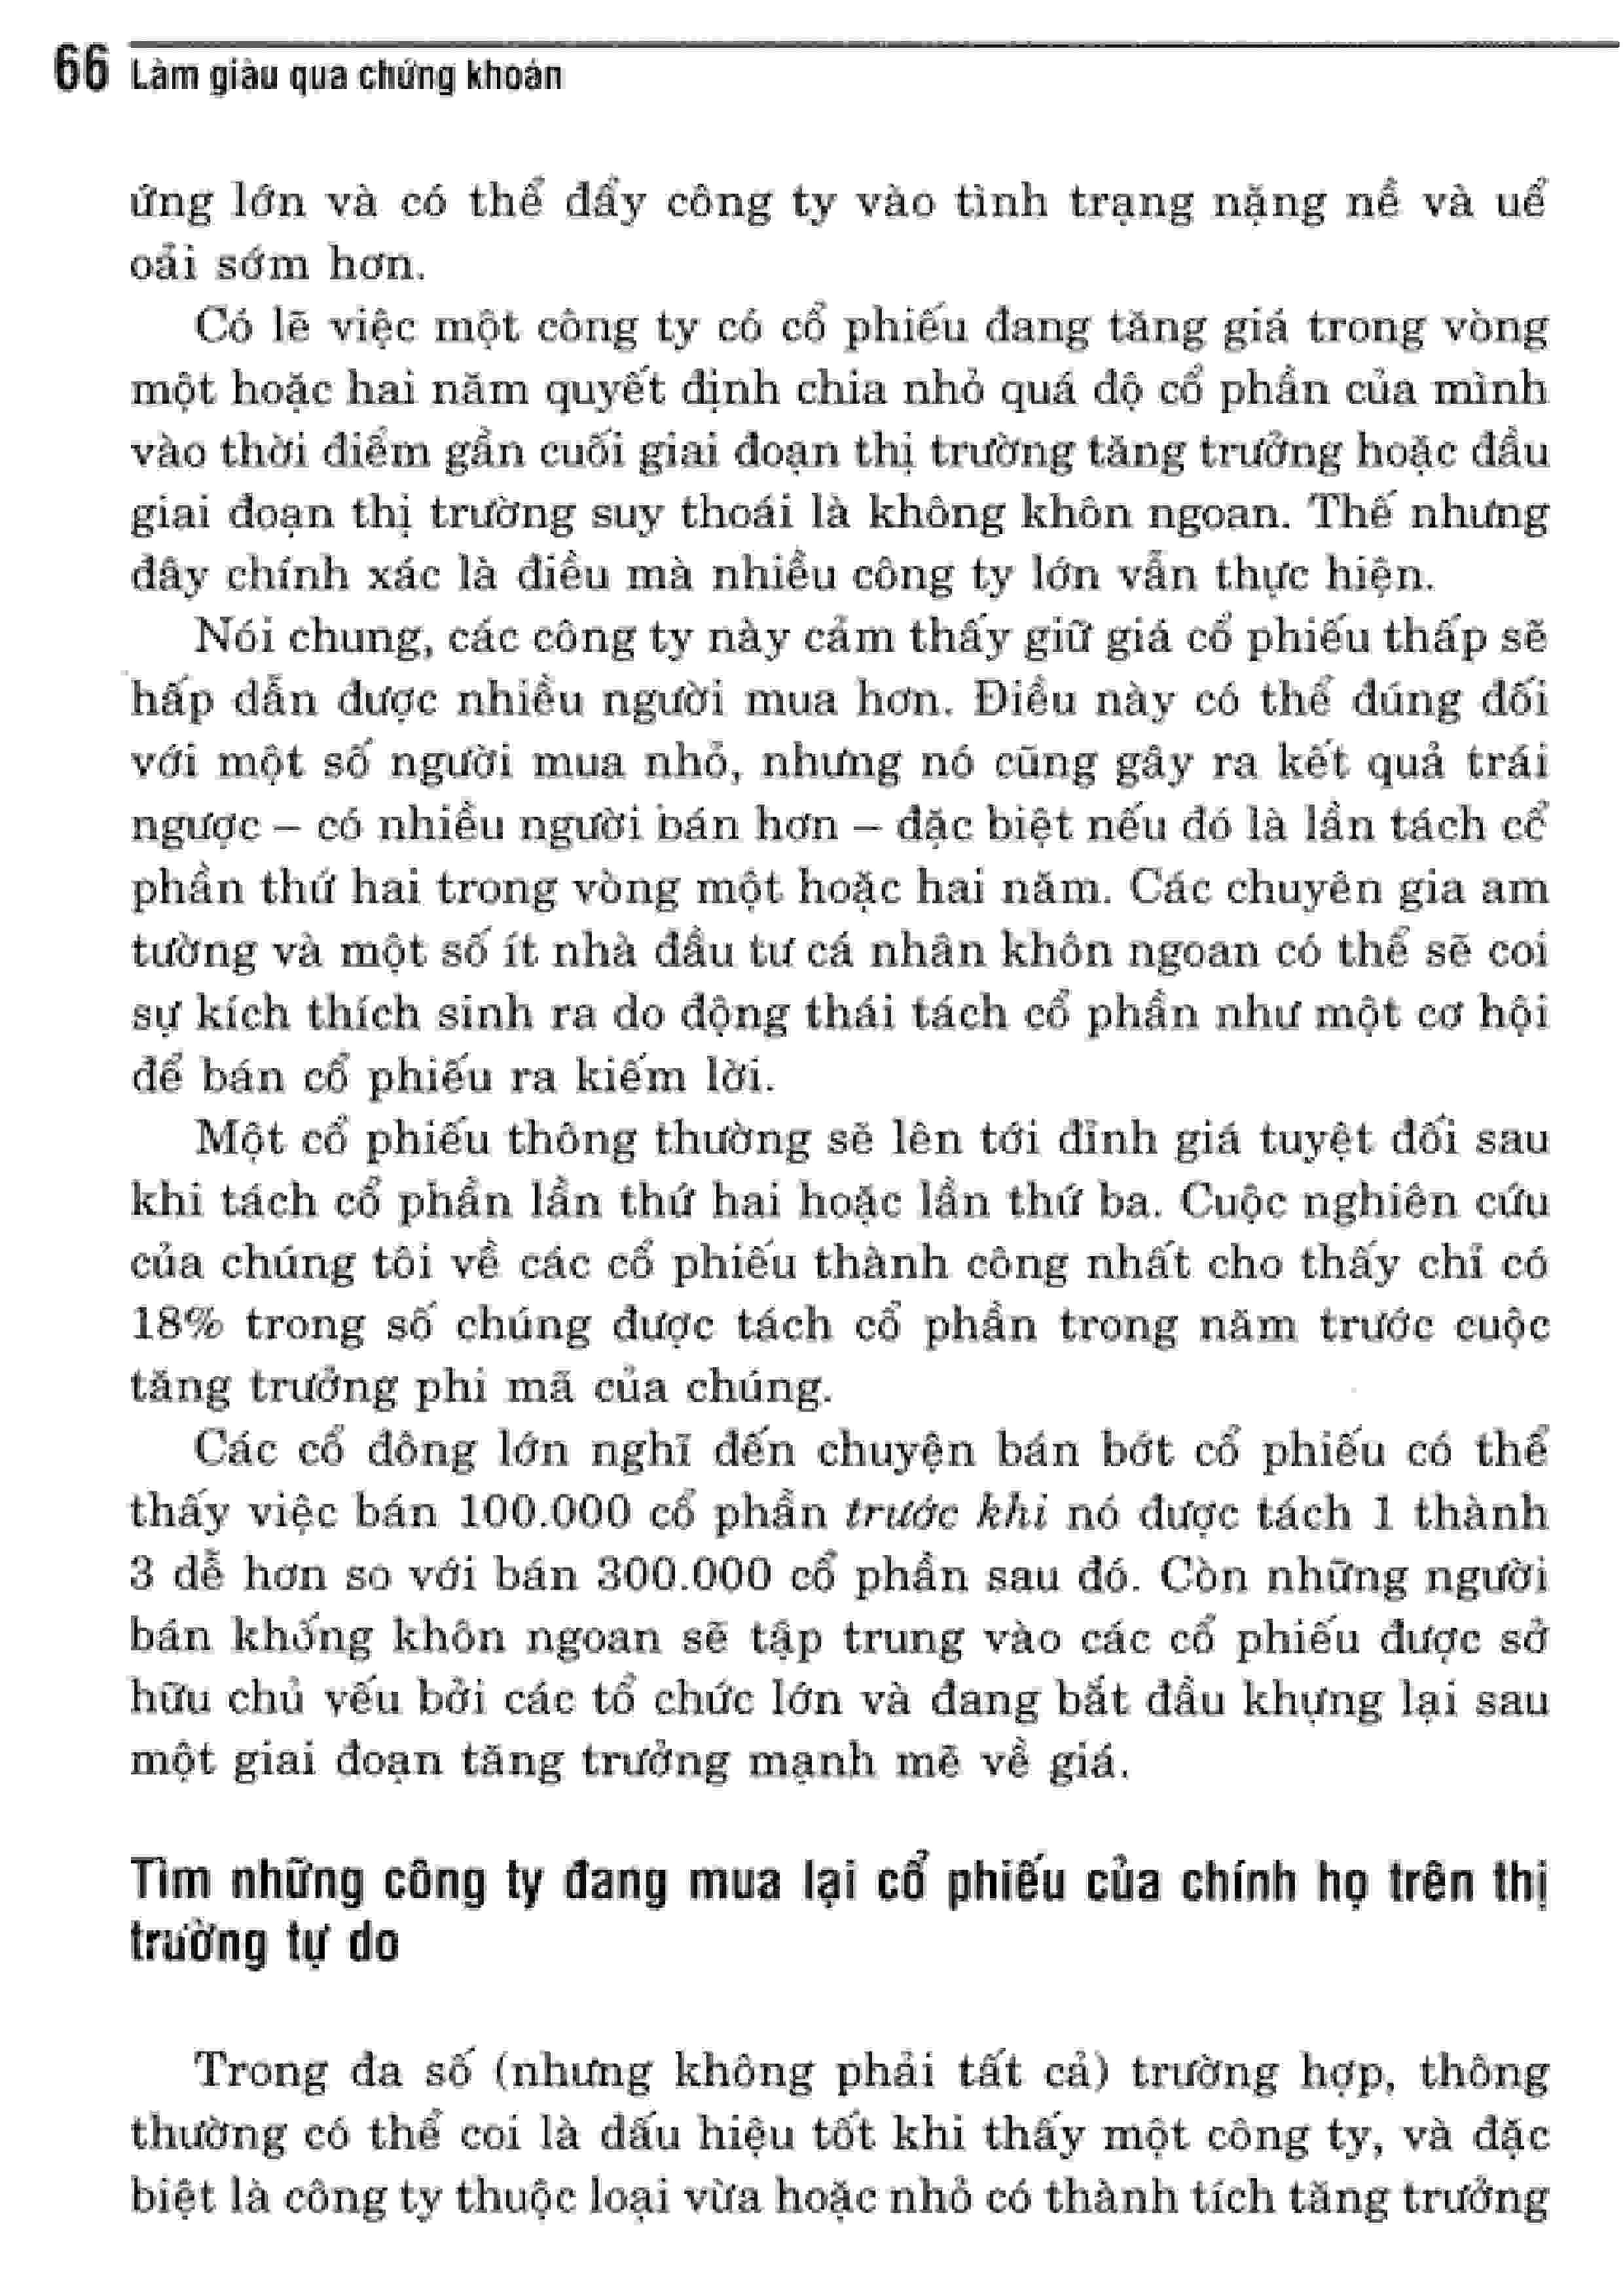 66 Làm giàu qua chứng khoán
ứng lớn và có thể đẩy công ty vào tình trạng nặng nề và uể
oải sớm hơn.
Có lẽ việc một công ty có cổ phiếu đang tăng giá trong vòng
một hoặc hai năm quyết định chia nhỏ quá độ cổ phần của mình
vào thời điểm gần cuối giai đoạn thị trường tăng trưởng hoặc đầu
giai đoạn thị trường suy thoái là không khôn ngoan. Thế nhưng
đây chính xác là điều mà nhiều công ty lớn vẫn thực hiện.
Nói chung, các công ty này cảm thấy giữ giá cổ phiếu thấp sẽ
hấp dẫn được nhiều người mua hơn. Điều này có thể đúng đối
với một số người mua nhỏ, nhưng nó cũng gây ra kết quả trái
ngược – có nhiều người bán hơn – đặc biệt nếu đó là lần tách cổ
phần thứ hai trong vòng một hoặc hai năm. Các chuyên gia am
tường và một số ít nhà đầu tư cá nhân khôn ngoan có thể sẽ coi
sự kích thích sinh ra do động thái tách cổ phần như một cơ hội
để bán cổ phiếu ra kiếm lời.
Một cổ phiếu thông thường sẽ lên tới đỉnh giá tuyệt đối sau
khi tách cổ phần lần thứ hai hoặc lần thứ ba. Cuộc nghiên cứu
của chúng tôi về các cổ phiếu thành công nhất cho thấy chỉ có
18% trong số chúng được tách cổ phần trong năm trước cuộc
tăng trưởng phi mã của chúng.
Các cổ đông lớn nghĩ đến chuyện bán bớt cổ phiếu có thể
thấy việc bán 100.000 cổ phần trước khi nó được tách 1 thành
3 dễ hơn so với bán 300.000 cổ phần sau đó. Còn những người
bán khống khôn ngoan sẽ tập trung vào các cổ phiếu được sở
hữu chủ yếu bởi các tổ chức lớn và đang bắt đầu khựng lại sau
một giai đoạn tăng trưởng mạnh mẽ về giá.
Tìm những công ty đang mua lại cổ phiếu của chính họ trên thị
trường tự do
Trong đa số (nhưng không phải tất cả) trường hợp, thông
thường có thể coi là dấu hiệu tốt khi thấy một công ty, và đặc
biệt là công ty thuộc loại vừa hoặc nhỏ có thành tích tăng trưởng